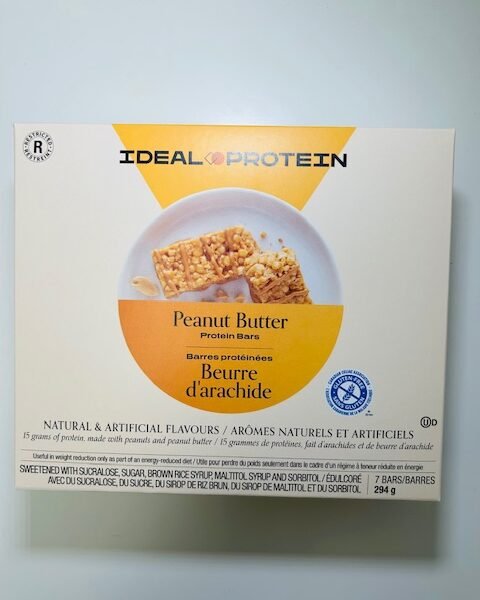 RESTRICTED
R
RESTREINT
IDEAL PROTEIN
Peanut Butter
Protein Bars
Barres protéinées
Beurre
d'arachide
GLUTEN-FREE
SANS GLUTEN
UD
NATURAL & ARTIFICIAL FLAVOURS / ARÔMES NATURELS ET ARTIFICIELS
15 grams of protein, made with peanuts and peanut butter / 15 grammes de protéines, fait d'arachides et de beurre d'arachide
Useful in weight reduction only as part of an energy-reduced diet / Utile pour perdre du poids seulement dans le cadre d'un régime à teneur réduite en énergie
SWEETENED WITH SUCRALOSE, SUGAR, BROWN RICE SYRUP, MALTITOL SYRUP AND SORBITOL / ÉDULCORÉ
AVEC DU SUCRALOSE, DU SUCRE, DU SIROP DE RIZ BRUN, DU SIROP DE MALTITOL ET DU SORBITOL
7 BARS/BARRES
294 g